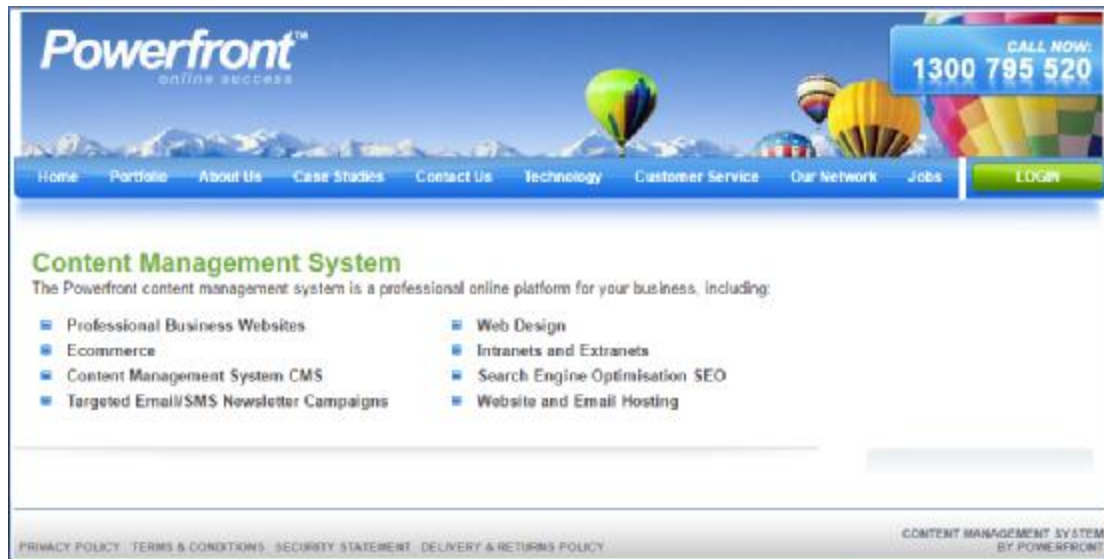 Powerfront™
online success
CALL NOW:
1300 795 520
Home Portfolio About Us Case Studies Contact Us Technology Customer Service Our Network Jobs LOGIN
Content Management System
The Powerfront content management system is a professional online platform for your business, including:
Professional Business Websites
Ecommerce
Content Management System CMS
Targeted Email/SMS Newsletter Campaigns
Web Design
Intranets and Extranets
Search Engine Optimisation SEO
Website and Email Hosting
PRIVACY POLICY TERMS & CONDITIONS SECURITY STATEMENT DELIVERY & RETURNS POLICY
CONTENT MANAGEMENT SYSTEM
BY POWERFRONT